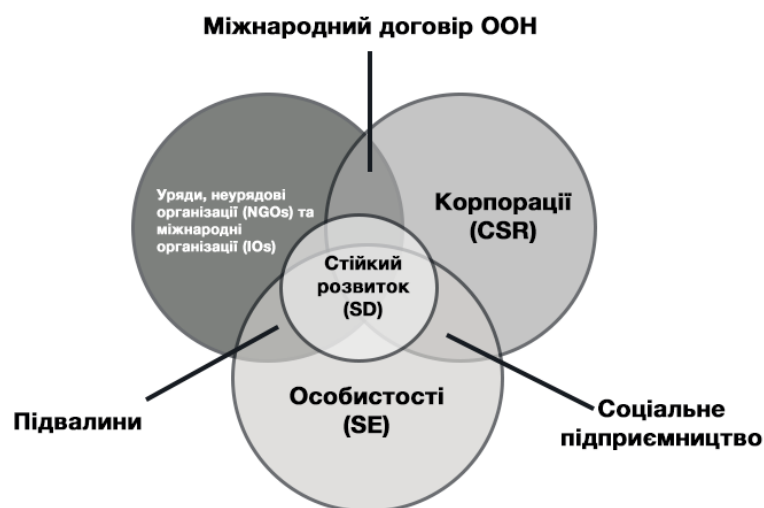 Міжнародний договір ООН
Уряди, неурядові
організації (NGOs) та
міжнародні
організації (IOs)
Корпорації
(CSR)
Стійкий
розвиток
(SD)
Особистості
(SE)
Підвалини
Соціальне
підприємництво